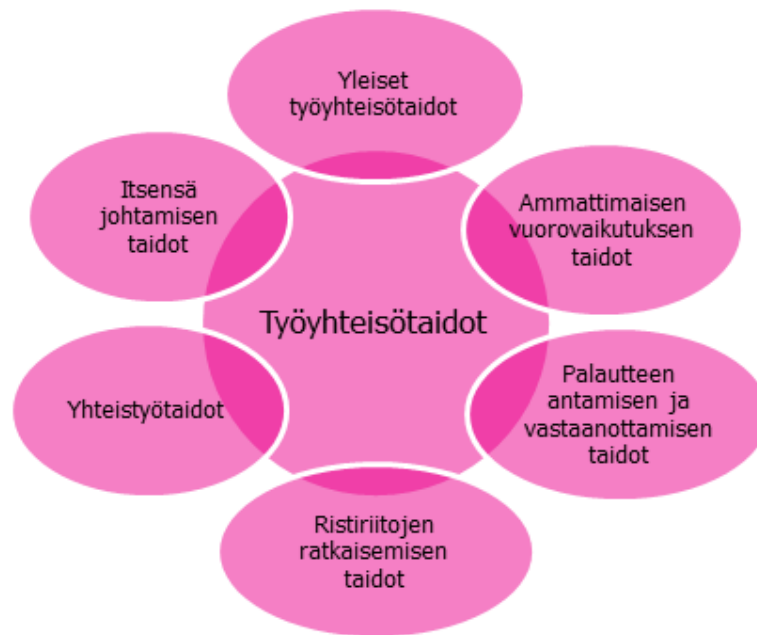 Yleiset
työyhteisötaidot
Ammattimaisen
vuorovaikutuksen
taidot
Palautteen
antamisen ja
vastaanottamisen
taidot
Ristiriitojen
ratkaisemisen
taidot
Yhteistyötaidot
Itsensä
johtamisen
taidot
Työyhteisötaidot